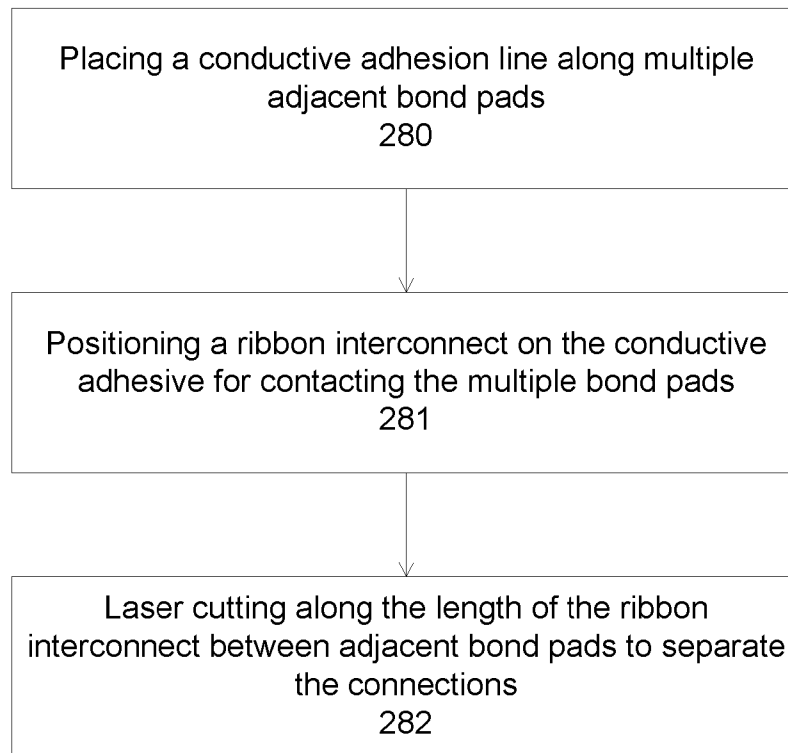 Placing a conductive adhesion line along multiple
adjacent bond pads
280
Positioning a ribbon interconnect on the conductive
adhesive for contacting the multiple bond pads
281
Laser cutting along the length of the ribbon
interconnect between adjacent bond pads to separate
the connections
282